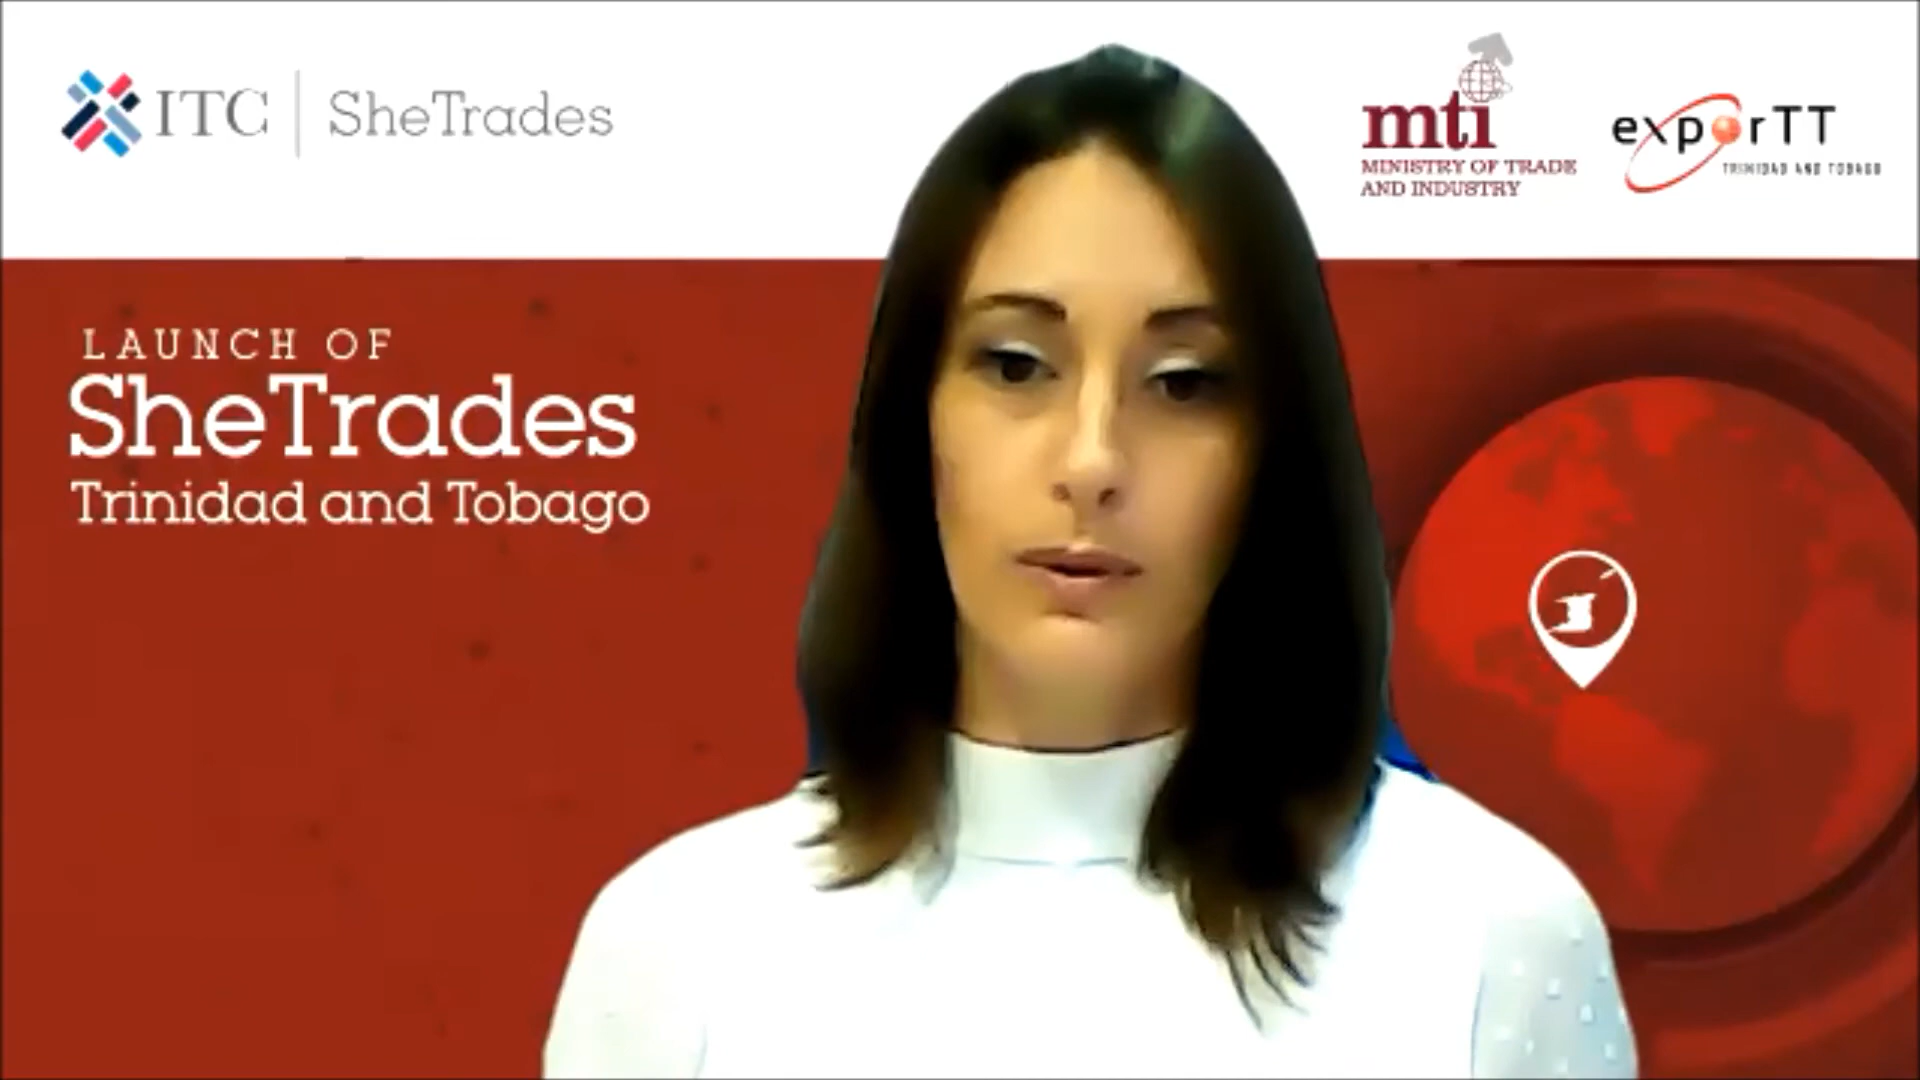 ITC | SheTrades
mti
MINISTRY OF TRADE
AND INDUSTRY
exporTT
TRINIDAD AND TOBAGO
LAUNCH OF
SheTrades
Trinidad and Tobago